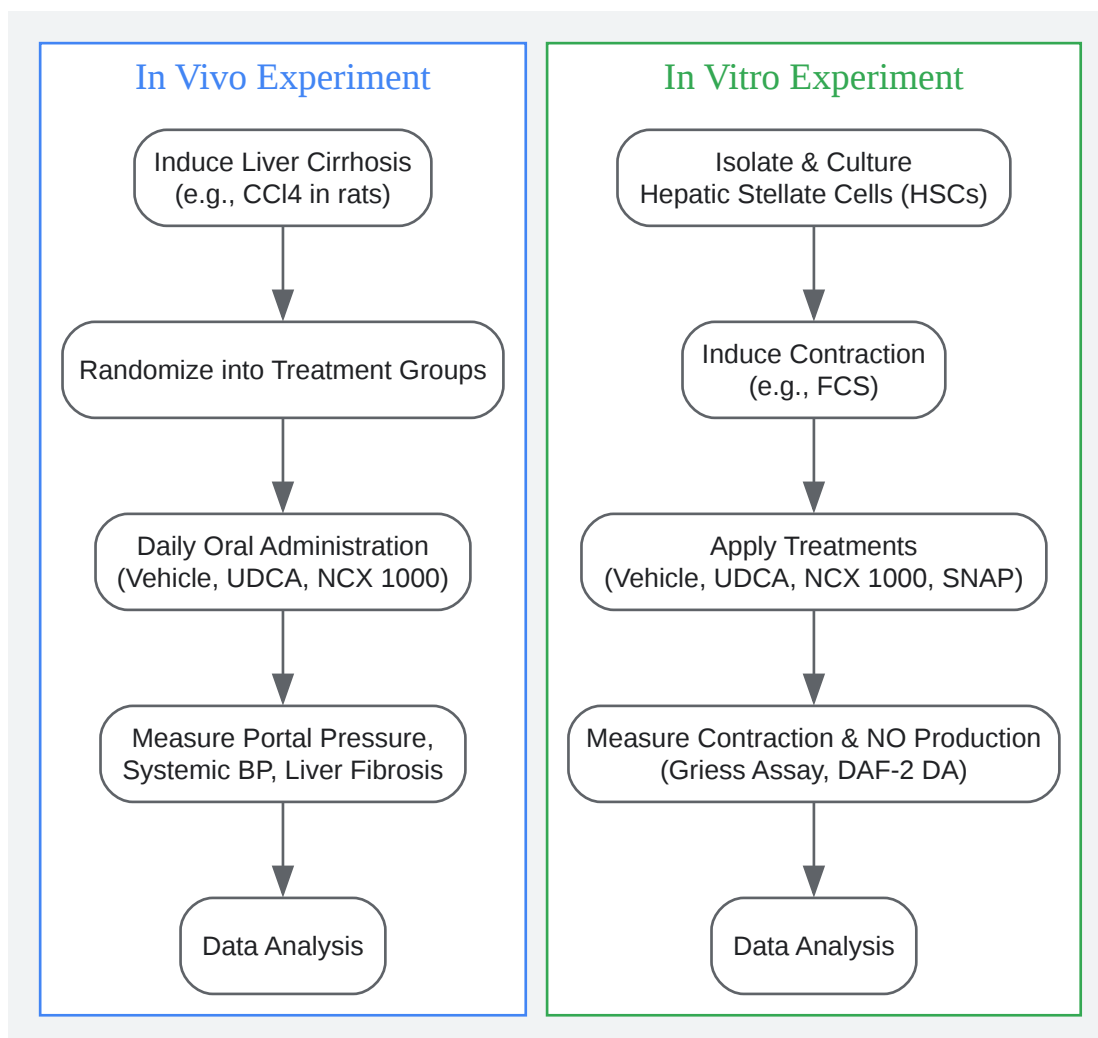 In Vivo Experiment
Induce Liver Cirrhosis
(e.g., CCl4 in rats)
Randomize into Treatment Groups
Daily Oral Administration
(Vehicle, UDCA, NCX 1000)
Measure Portal Pressure,
Systemic BP, Liver Fibrosis
Data Analysis
In Vitro Experiment
Isolate & Culture
Hepatic Stellate Cells (HSCs)
Induce Contraction
(e.g., FCS)
Apply Treatments
(Vehicle, UDCA, NCX 1000, SNAP)
Measure Contraction & NO Production
(Griess Assay, DAF-2 DA)
Data Analysis